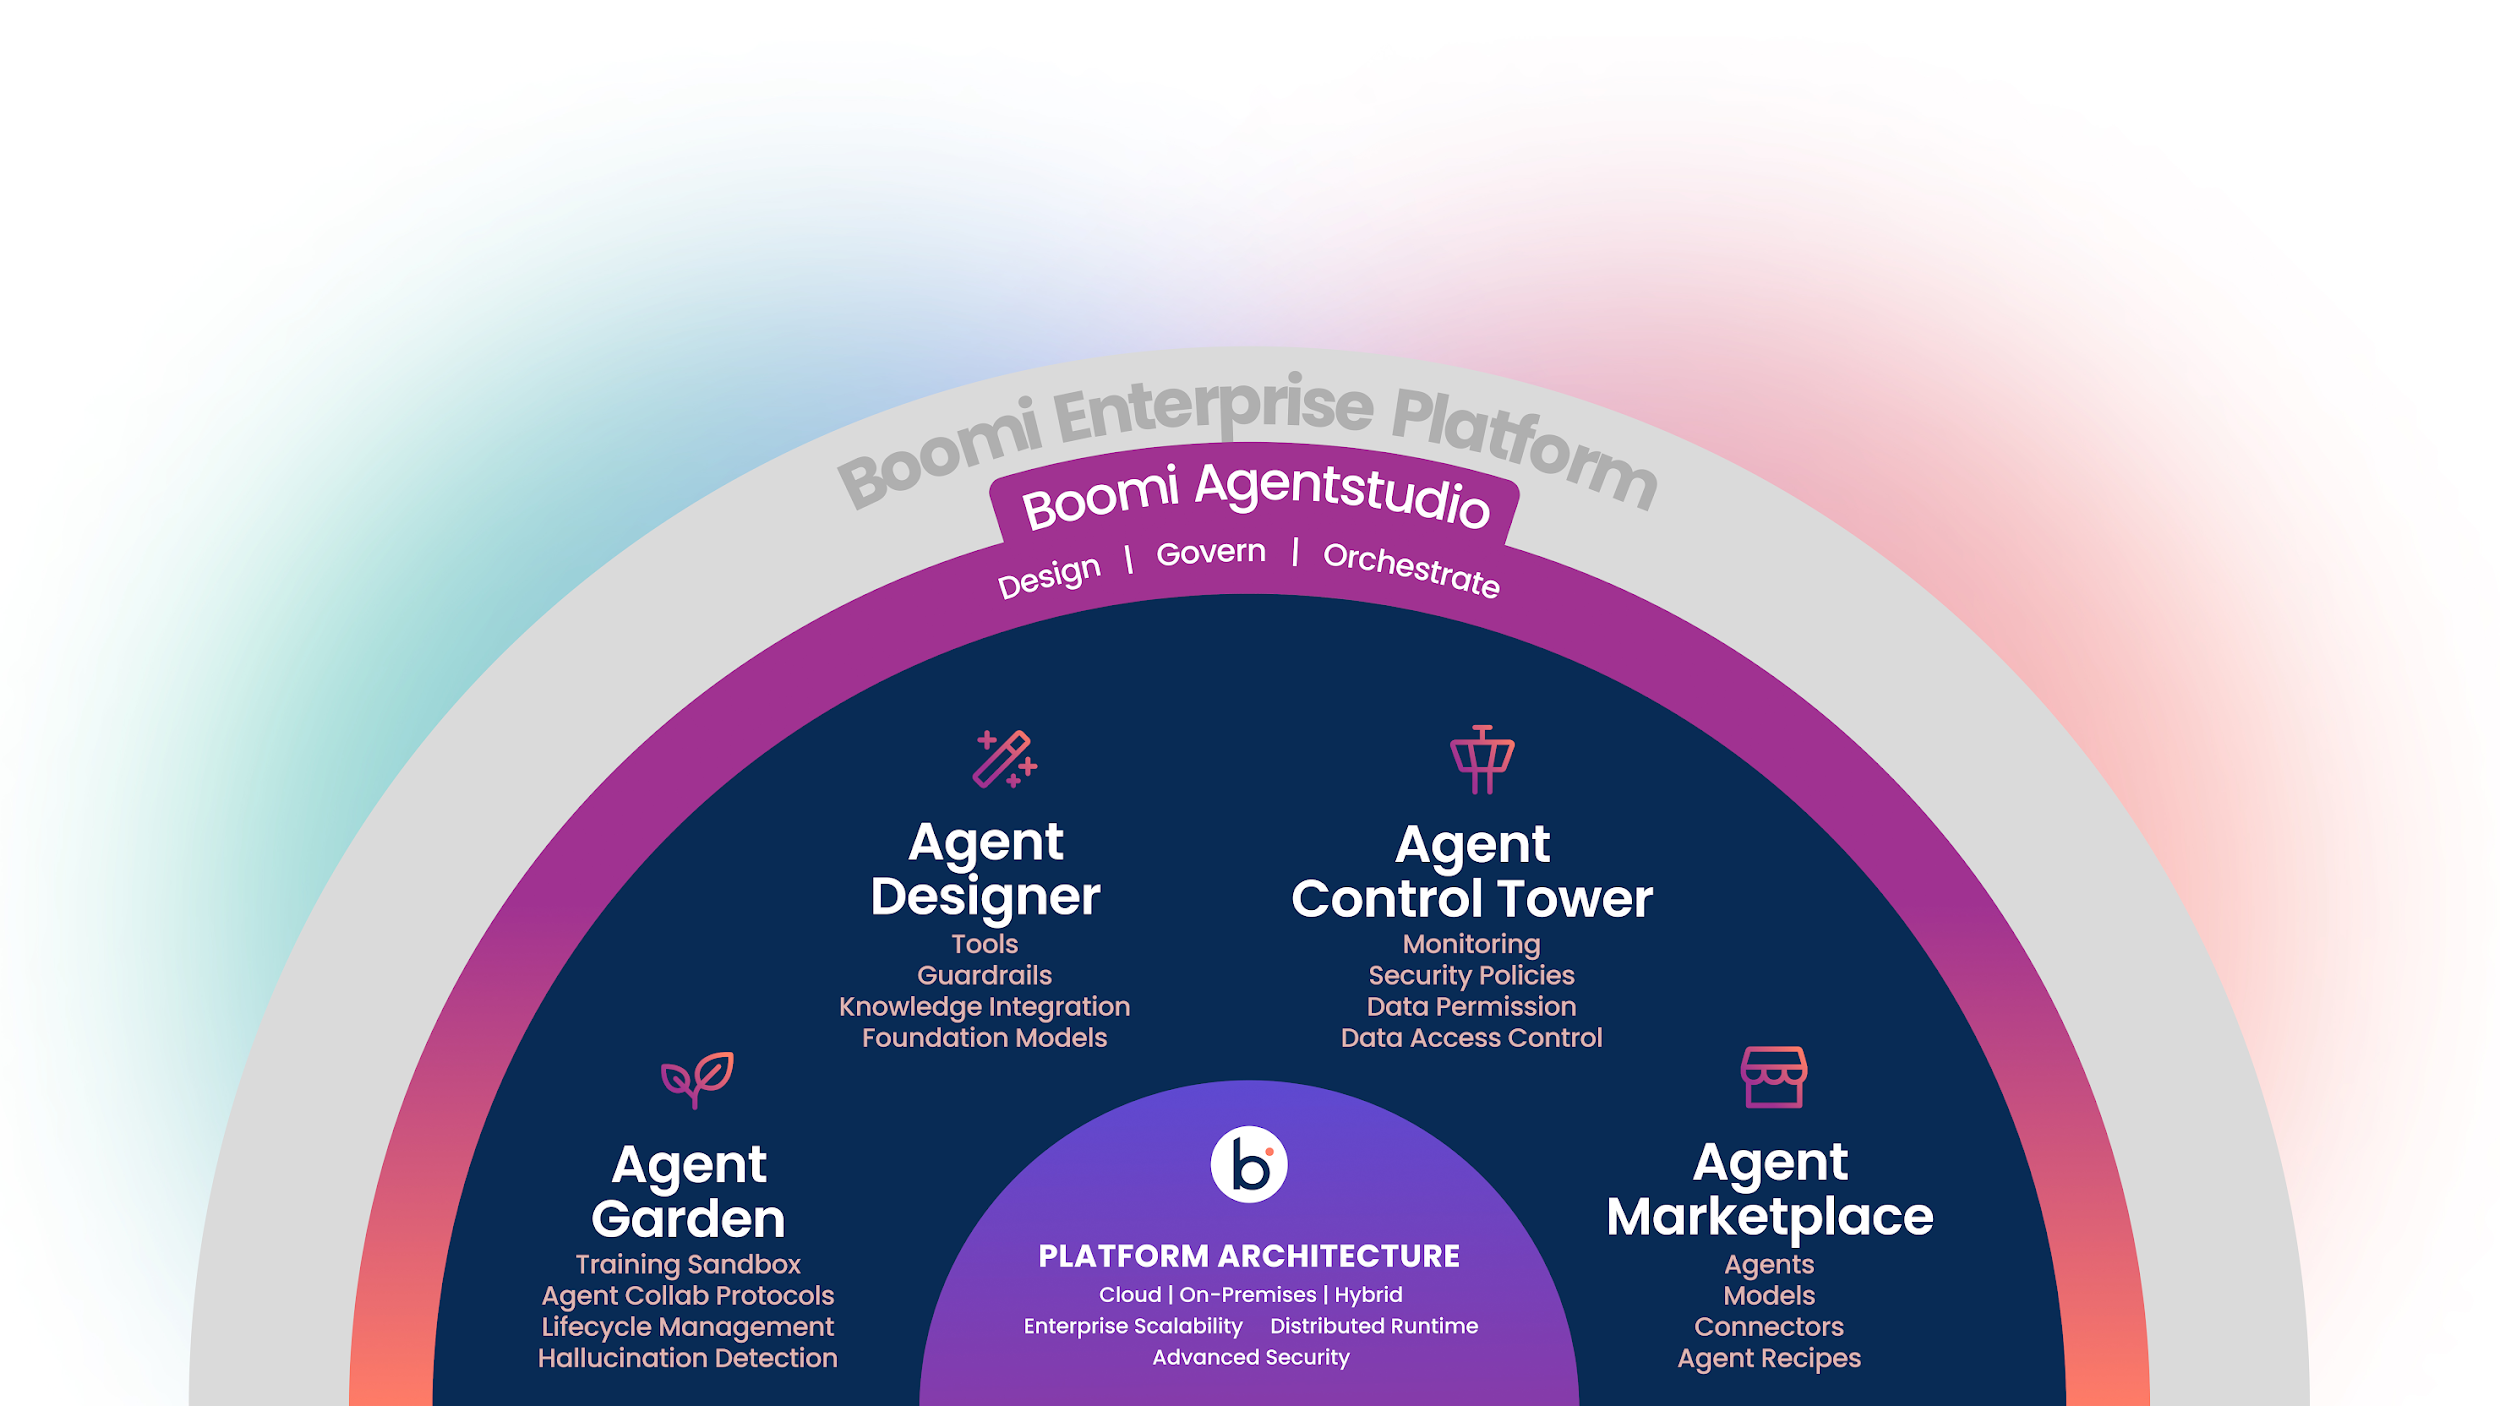 Boomi Enterprise Platform
Boomi Agentstudio
Design | Govern | Orchestrate
Agent
Designer
Tools
Guardrails
Knowledge Integration
Foundation Models
Agent
Control Tower
Monitoring
Security Policies
Data Permission
Data Access Control
Agent
Garden
Training Sandbox
Agent Collab Protocols
Lifecycle Management
Hallucination Detection
b
PLATFORM ARCHITECTURE
Cloud | On-Premises | Hybrid
Enterprise Scalability Distributed Runtime
Advanced Security
Agent
Marketplace
Agents
Models
Connectors
Agent Recipes